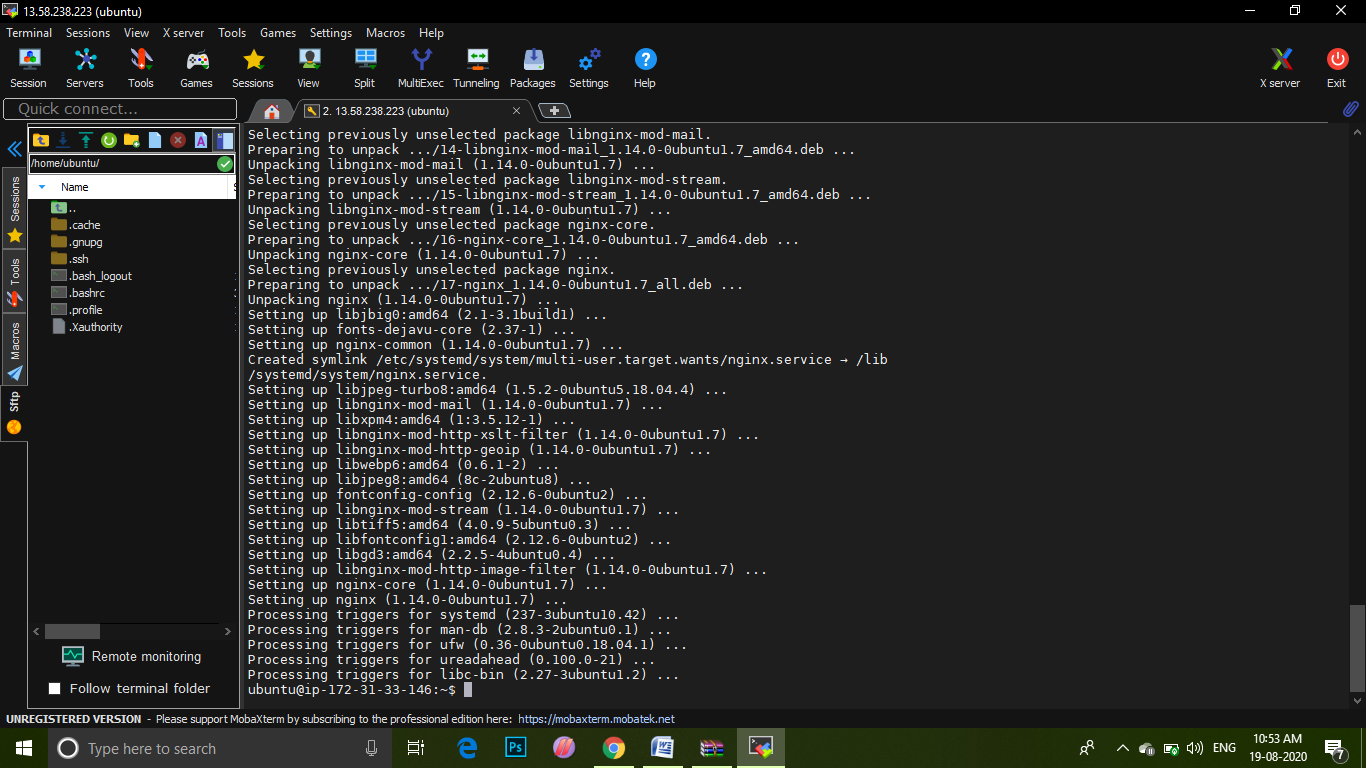 13.58.238.223 (ubuntu)
Terminal Sessions View X server Tools Games Settings Macros Help
Session Servers Tools Games Sessions View Split MultiExec Tunneling Packages Settings Help X server Exit
Quick connect...
2. 13.58.238.223 (ubuntu)
/home/ubuntu/
Name
..
.cache
.gnupg
.ssh
.bash_logout
.bashrc
.profile
.Xauthority
Sessions
Tools
Macros
Sftp
Remote monitoring
Follow terminal folder
Selecting previously unselected package libnginx-mod-mail.
Preparing to unpack .../14-libnginx-mod-mail_1.14.0-0ubuntu1.7_amd64.deb ...
Unpacking libnginx-mod-mail (1.14.0-0ubuntu1.7) ...
Selecting previously unselected package libnginx-mod-stream.
Preparing to unpack .../15-libnginx-mod-stream_1.14.0-0ubuntu1.7_amd64.deb ...
Unpacking libnginx-mod-stream (1.14.0-0ubuntu1.7) ...
Selecting previously unselected package nginx-core.
Preparing to unpack .../16-nginx-core_1.14.0-0ubuntu1.7_amd64.deb ...
Unpacking nginx-core (1.14.0-0ubuntu1.7) ...
Selecting previously unselected package nginx.
Preparing to unpack .../17-nginx_1.14.0-0ubuntu1.7_all.deb ...
Unpacking nginx (1.14.0-0ubuntu1.7) ...
Setting up libjbig0:amd64 (2.1-3.1build1) ...
Setting up fonts-dejavu-core (2.37-1) ...
Setting up nginx-common (1.14.0-0ubuntu1.7) ...
Created symlink /etc/systemd/system/multi-user.target.wants/nginx.service → /lib
/systemd/system/nginx.service.
Setting up libjpeg-turbo8:amd64 (1.5.2-0ubuntu5.18.04.4) ...
Setting up libnginx-mod-mail (1.14.0-0ubuntu1.7) ...
Setting up libxpm4:amd64 (1:3.5.12-1) ...
Setting up libnginx-mod-http-xslt-filter (1.14.0-0ubuntu1.7) ...
Setting up libnginx-mod-http-geoip (1.14.0-0ubuntu1.7) ...
Setting up libwebp6:amd64 (0.6.1-2) ...
Setting up libjpeg8:amd64 (8c-2ubuntu8) ...
Setting up fontconfig-config (2.12.6-0ubuntu2) ...
Setting up libnginx-mod-stream (1.14.0-0ubuntu1.7) ...
Setting up libtiff5:amd64 (4.0.9-5ubuntu0.3) ...
Setting up libfontconfig1:amd64 (2.12.6-0ubuntu2) ...
Setting up libgd3:amd64 (2.2.5-4ubuntu0.4) ...
Setting up libnginx-mod-http-image-filter (1.14.0-0ubuntu1.7) ...
Setting up nginx-core (1.14.0-0ubuntu1.7) ...
Setting up nginx (1.14.0-0ubuntu1.7) ...
Processing triggers for systemd (237-3ubuntu10.42) ...
Processing triggers for man-db (2.8.3-2ubuntu0.1) ...
Processing triggers for ufw (0.36-0ubuntu0.18.04.1) ...
Processing triggers for ureadahead (0.100.0-21) ...
Processing triggers for libc-bin (2.27-3ubuntu1.2) ...
ubuntu@ip-172-31-33-146:~$
UNREGISTERED VERSION - Please support MobaXterm by subscribing to the professional edition here: https://mobaxterm.mobatek.net
Type here to search
Ps
ENG
10:53 AM
19-08-2020
7